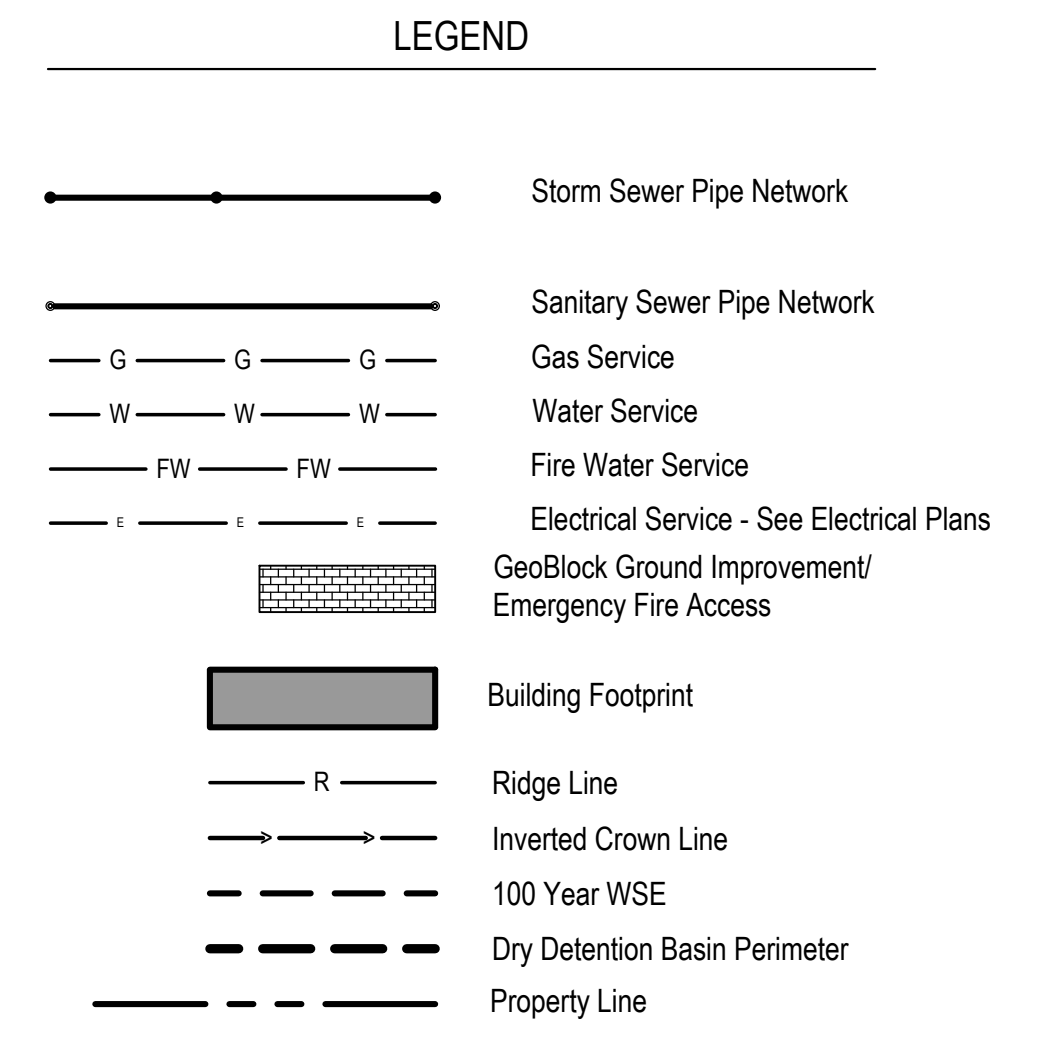 LEGEND
Storm Sewer Pipe Network
Sanitary Sewer Pipe Network
G G G Gas Service
W W W Water Service
FW FW Fire Water Service
E E E Electrical Service - See Electrical Plans
GeoBlock Ground Improvement/
Emergency Fire Access
Building Footprint
R Ridge Line
Inverted Crown Line
100 Year WSE
Dry Detention Basin Perimeter
Property Line